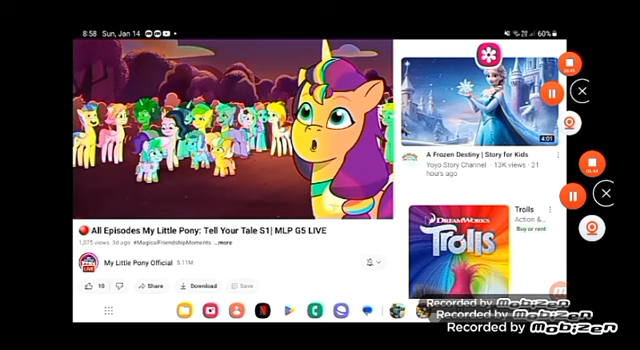 8:58 Sun, Jan 14
60%
4:01
A Frozen Destiny | Story for Kids
Yoyo Story Channel · 13K views · 21
hours ago
DREAMWORKS
TROLLS
Trolls
Action &...
Buy or rent
All Episodes My Little Pony: Tell Your Tale S1| MLP G5 LIVE
1,075 views 3d ago #MagicalFriendshipMoments ...more
LIVE
My Little Pony Official 5.11M
10
Share
Download
Save
Recorded by Mobizen
Recorded by Mobizen
Recorded by Mobizen